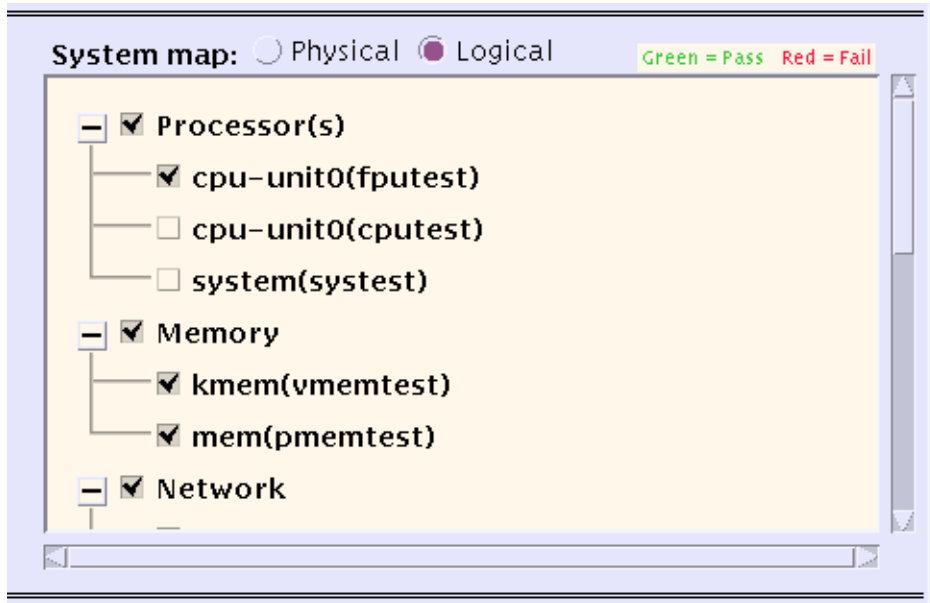 System map: Physical Logical Green = Pass Red = Fail
Processor(s)
cpu-unit0(fputest)
cpu-unit0(cputest)
system(systest)
Memory
kmem(vmemtest)
mem(pmemtest)
Network